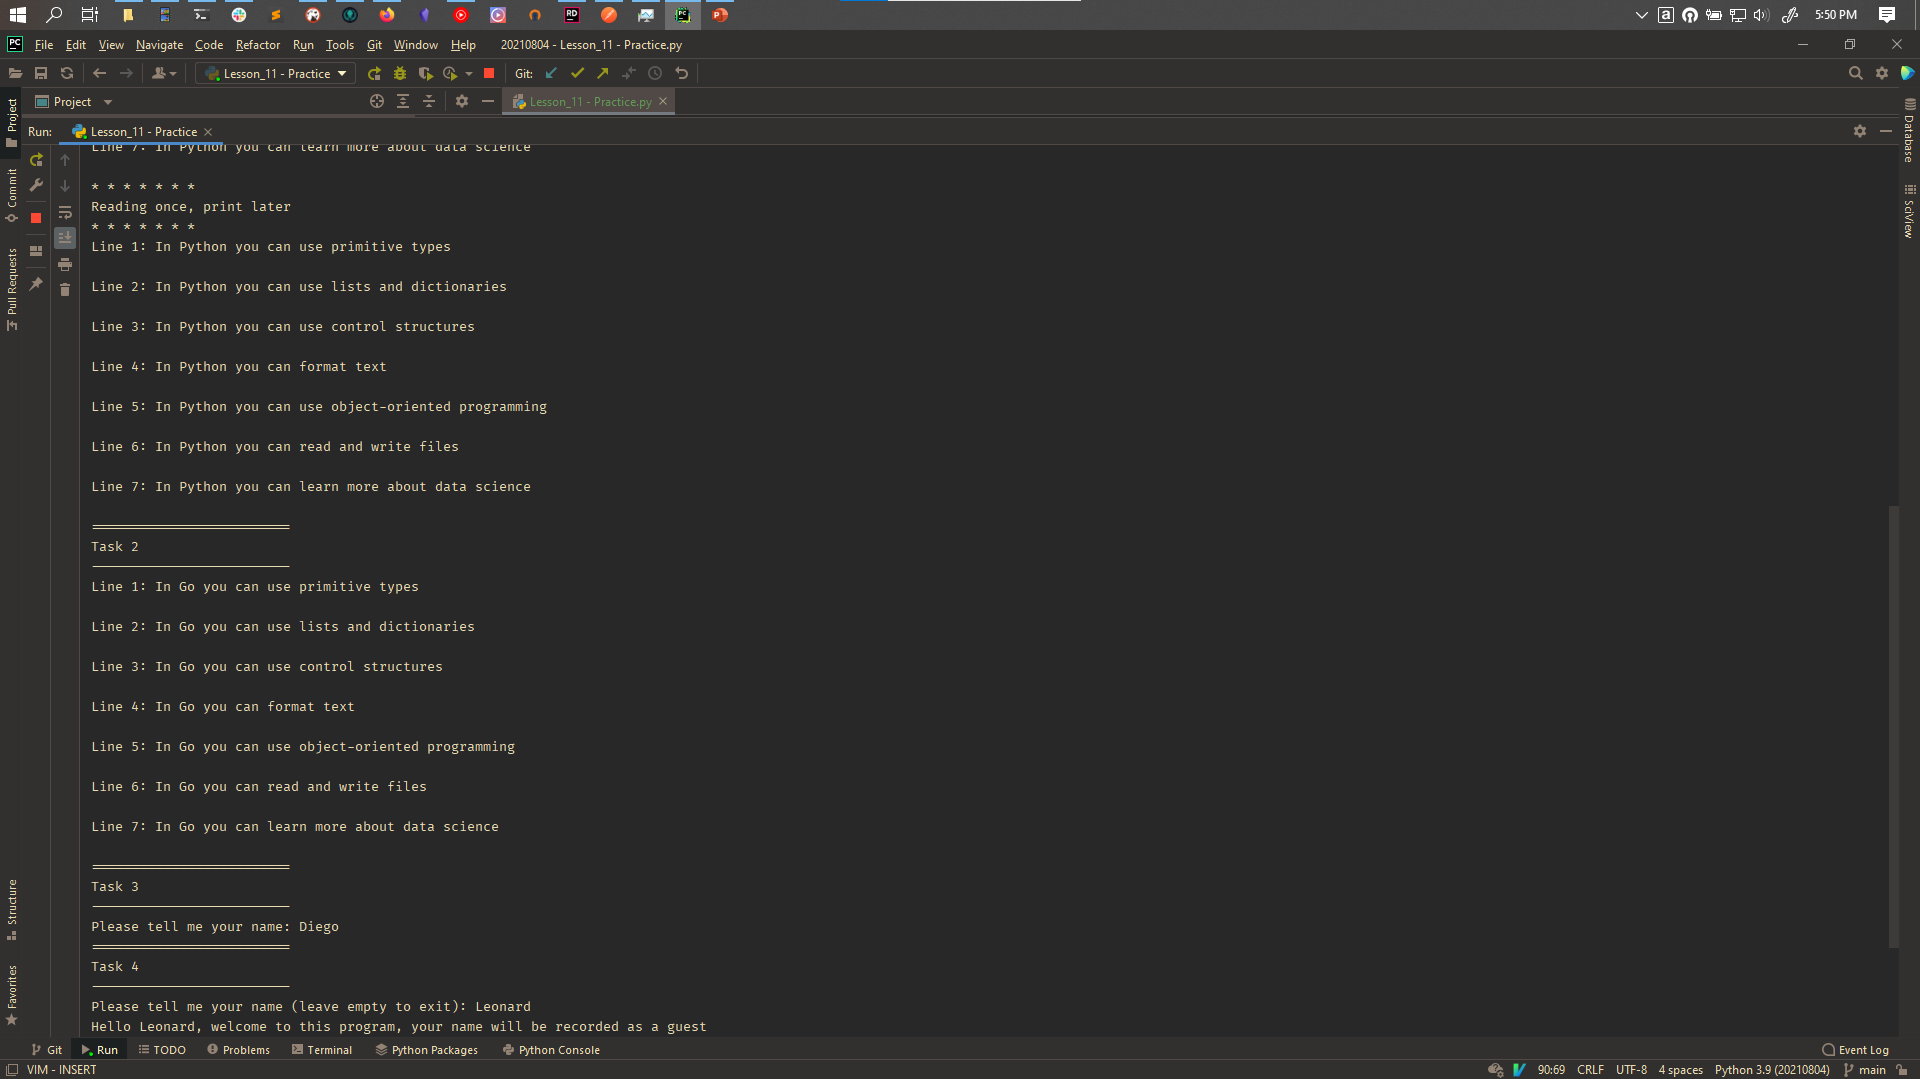 5:50 PM
File Edit View Navigate Code Refactor Run Tools Git Window Help 20210804 - Lesson_11 - Practice.py
Lesson_11 - Practice Git:
Project Lesson_11 - Practice.py
Run: Lesson_11 - Practice
Line 7: In Python you can learn more about data science
* * * * * * *
Reading once, print later
* * * * * * *
Line 1: In Python you can use primitive types
Line 2: In Python you can use lists and dictionaries
Line 3: In Python you can use control structures
Line 4: In Python you can format text
Line 5: In Python you can use object-oriented programming
Line 6: In Python you can read and write files
Line 7: In Python you can learn more about data science
Task 2
Line 1: In Go you can use primitive types
Line 2: In Go you can use lists and dictionaries
Line 3: In Go you can use control structures
Line 4: In Go you can format text
Line 5: In Go you can use object-oriented programming
Line 6: In Go you can read and write files
Line 7: In Go you can learn more about data science
Task 3
Please tell me your name: Diego
Task 4
Please tell me your name (leave empty to exit): Leonard
Hello Leonard, welcome to this program, your name will be recorded as a guest
Project
Commit
Pull Requests
Structure
Favorites
Database
SciView
Git Run TODO Problems Terminal Python Packages Python Console Event Log
VIM - INSERT 90:69 CRLF UTF-8 4 spaces Python 3.9 (20210804) main